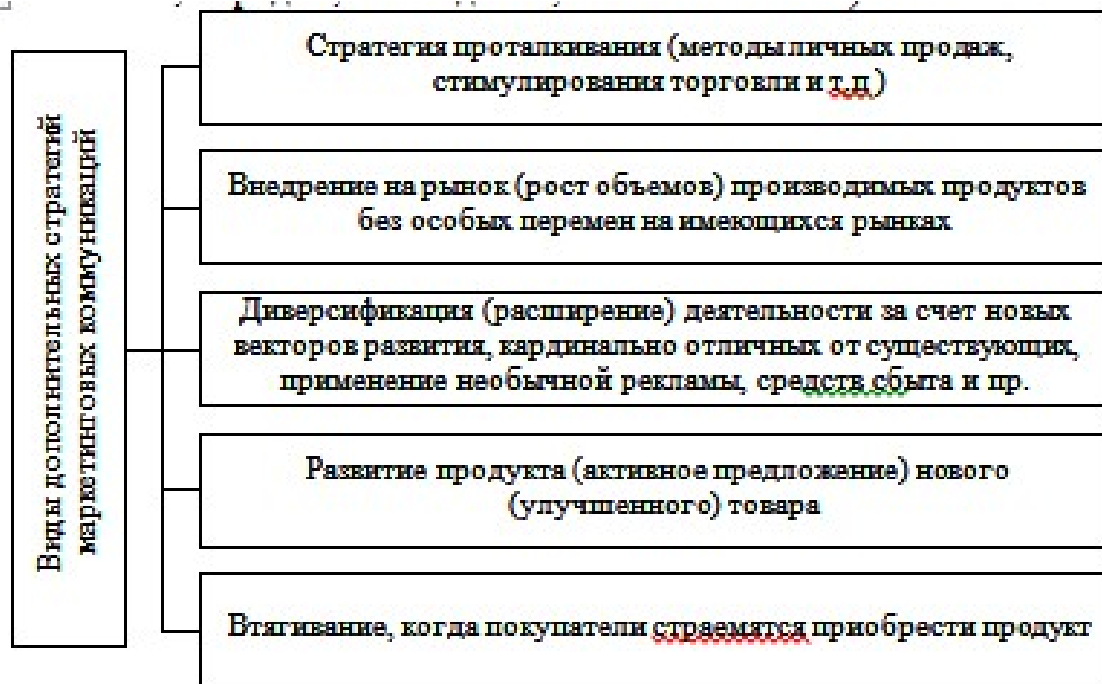 Виды дополнительных стратегий
маркетинговых коммуникаций
Стратегия проталкивания (методы личных продаж,
стимулирования торговли и т.п )
Внедрение на рынок (рост объемов) производимых продуктов
без особых перемен на имеющихся рынках
Диверсификация (расширение) деятельности за счет новых
векторов развития, кардинально отличных от существующих,
применение необычной рекламы, средств сбыта и пр.
Развитие продукта (активное предложение) нового
(улучшенного) товара
Втягивание, когда покупатели страемятся приобрести продукт